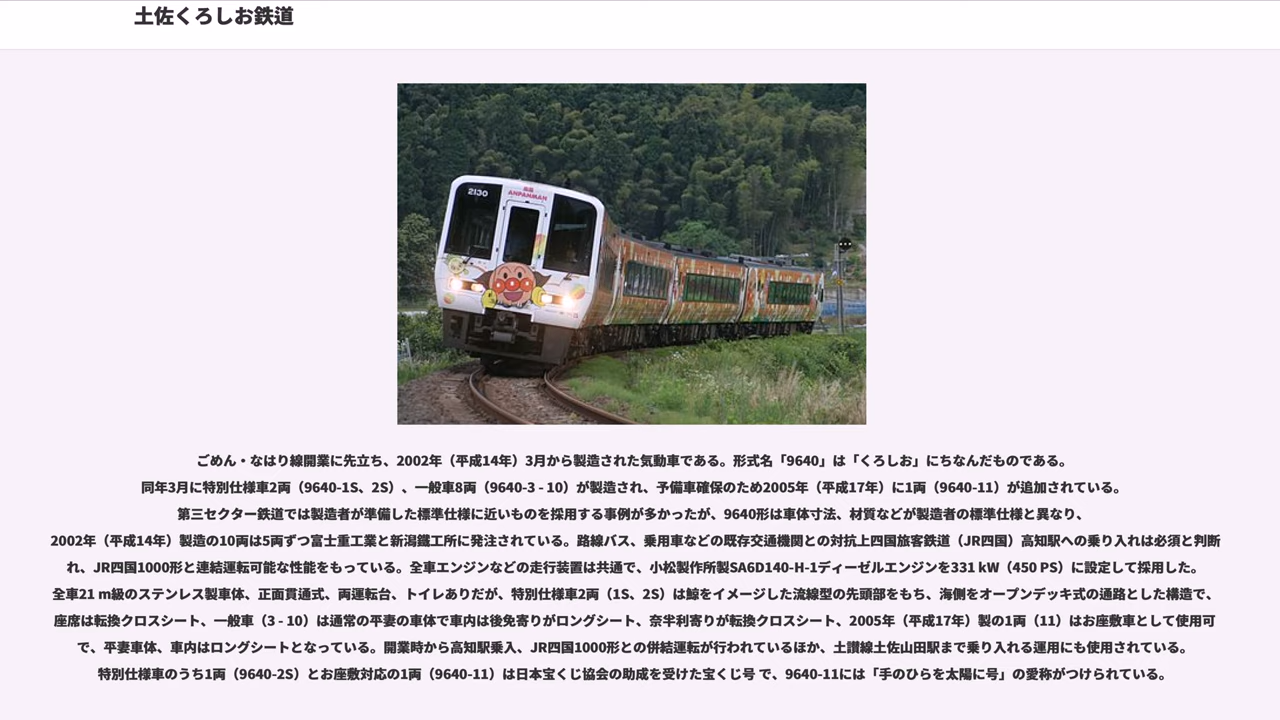 土佐くろしお鉄道
2130
ANPANMAN
ごめん・なはり線開業に先立ち、2002年（平成14年）3月から製造された気動車である。形式名「9640」は「くろしお」にちなんだものである。
同年3月に特別仕様車2両（9640-1S、2S）、一般車8両（9640-3 - 10）が製造され、予備車確保のため2005年（平成17年）に1両（9640-11）が追加されている。
第三セクター鉄道では製造者が準備した標準仕様に近いものを採用する事例が多かったが、9640形は車体寸法、材質などが製造者の標準仕様と異なり、
2002年（平成14年）製造の10両は5両ずつ富士重工業と新潟鐵工所に発注されている。路線バス、乗用車などの既存交通機関との対抗上四国旅客鉄道（JR四国）高知駅への乗り入れは必須と判断
れ、JR四国1000形と連結運転可能な性能をもっている。全車エンジンなどの走行装置は共通で、小松製作所製SA6D140-H-1ディーゼルエンジンを331 kW（450 PS）に設定して採用した。
全車21 m級のステンレス製車体、正面貫通式、両運転台、トイレありだが、特別仕様車2両（1S、2S）は鯨をイメージした流線型の先頭部をもち、海側をオープンデッキ式の通路とした構造で、
座席は転換クロスシート、一般車（3 - 10）は通常の平妻の車体で車内は後免寄りがロングシート、奈半利寄りが転換クロスシート、2005年（平成17年）製の1両（11）はお座敷車として使用可
で、平妻車体、車内はロングシートとなっている。開業時から高知駅乗入、JR四国1000形との併結運転が行われているほか、土讃線土佐山田駅まで乗り入れる運用にも使用されている。
特別仕様車のうち1両（9640-2S）とお座敷対応の1両（9640-11）は日本宝くじ協会の助成を受けた宝くじ号 で、9640-11には「手のひらを太陽に号」の愛称がつけられている。